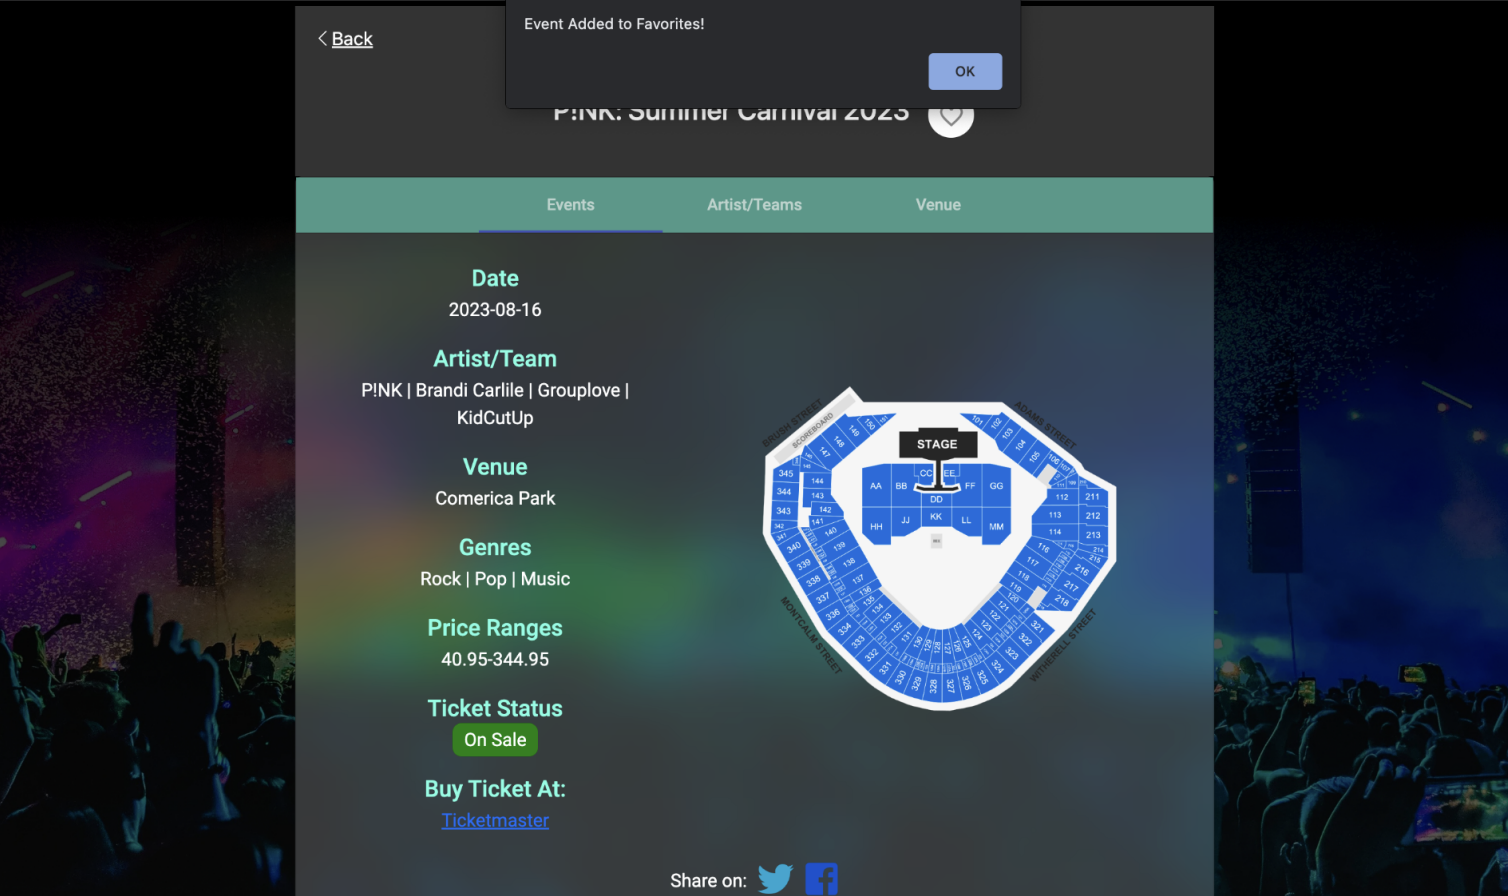 Event Added to Favorites!
OK
Back
P!NK: Summer Carnival 2023
Events
Artist/Teams
Venue
Date
2023-08-16
Artist/Team
P!NK | Brandi Carlile | Grouplove |
KidCutUp
Venue
Comerica Park
Genres
Rock | Pop | Music
Price Ranges
40.95-344.95
Ticket Status
On Sale
Buy Ticket At:
Ticketmaster
BRUSH STREET
SCOREBOARD
ADAMS STREET
STAGE
101
102
103
104
105
106
107
150
149
148
147
345
344
343
342
341
340
339
338
337
336
334
333
332
331
330
329
328
327
326
325
324
323
322
321
144
143
142
141
140
139
138
137
136
135
134
133
132
131
130
129
128
127
126
125
124
123
122
121
120
119
118
117
116
114
113
112
211
212
213
214
215
216
217
218
CC
EE
AA
BB
DD
FF
GG
HH
JJ
KK
LL
MM
MONTCALM STREET
WITHERELL STREET
Share on: